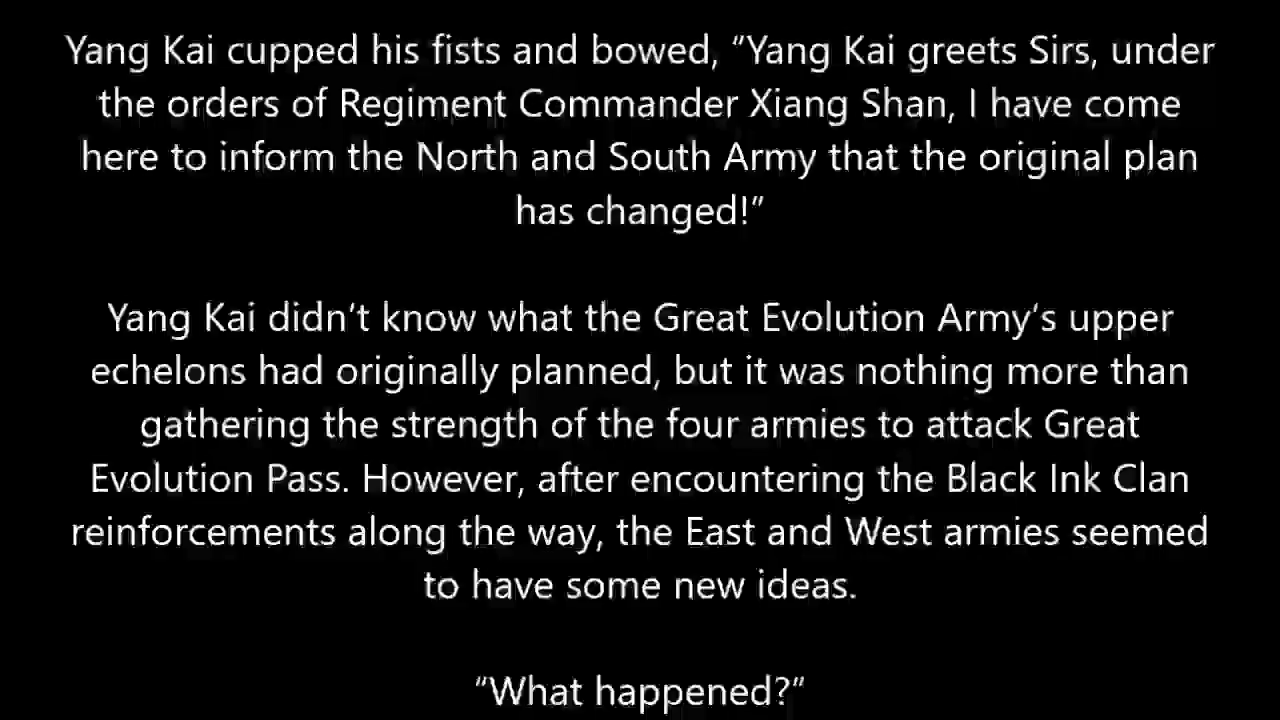 Yang Kai cupped his fists and bowed, “Yang Kai greets Sirs, under
the orders of Regiment Commander Xiang Shan, I have come
here to inform the North and South Army that the original plan
has changed!”
Yang Kai didn’t know what the Great Evolution Army’s upper
echelons had originally planned, but it was nothing more than
gathering the strength of the four armies to attack Great
Evolution Pass. However, after encountering the Black Ink Clan
reinforcements along the way, the East and West armies seemed
to have some new ideas.
“What happened?”